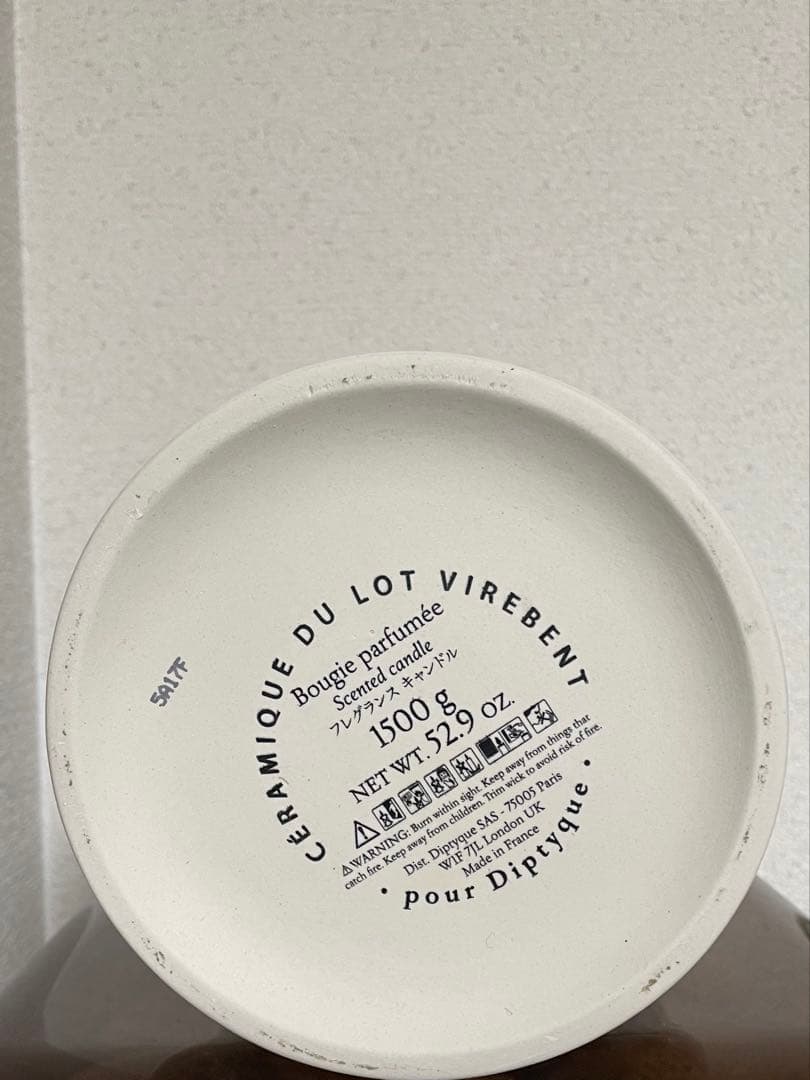 CÉRAMIQUE DU LOT VIREBENT
Bougie parfumée
Scented candle
フレグランス キャンドル
1500 g
NET WT. 52.9 OZ.
⚠WARNING: Burn within sight. Keep away from things that
catch fire. Keep away from children. Trim wick to avoid risk of fire.
Dist. Diptyque SAS - 75005 Paris
W1F 7JL London UK
Made in France
• pour Diptyque •
5A17F